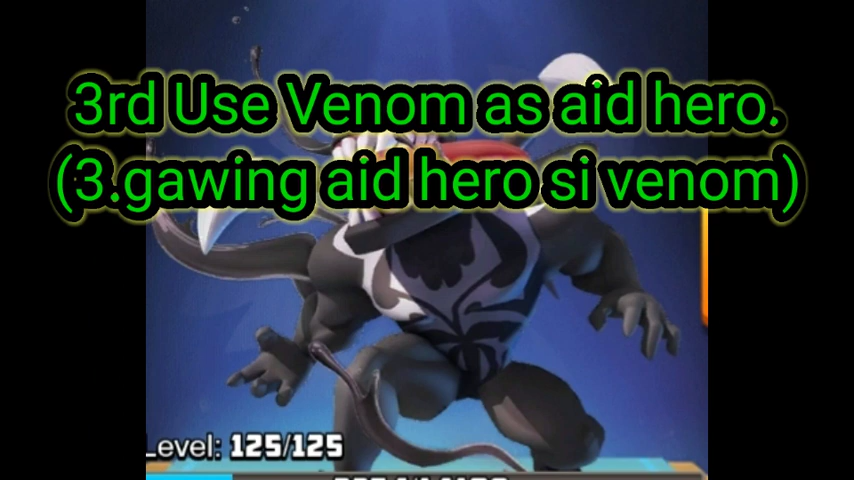 3rd Use Venom as aid hero.
(3.gawing aid hero si venom)
Level: 125/125